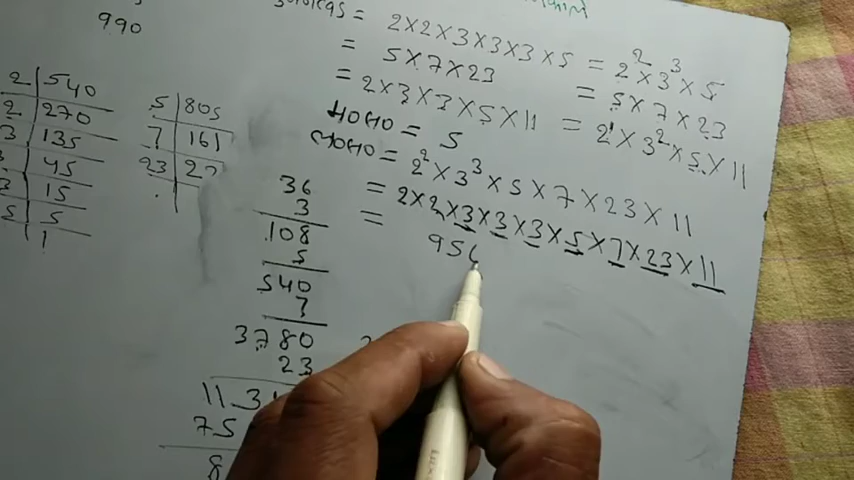 990
= 2×2×3×3×3×5 = 2² × 3³ × 5
= 5×7×23 = 5 × 7 × 23
= 2×3×3×5×11 = 2¹ × 3² × 5 × 11
= 5
= 2² × 3³ × 5 × 7 × 23 × 11
= 2×2×3×3×3×5×7×23×11
= 956
2 | 540
2 | 270
3 | 135
3 | 45
3 | 15
5 | 5
1
5 | 805
7 | 161
23 | 23
36
3
108
5
540
7
3780
23
11 3
75
8